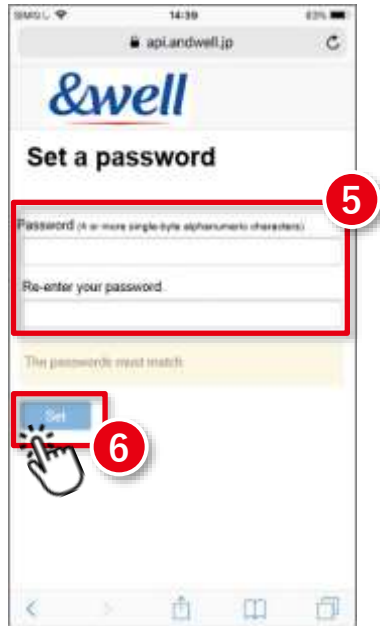 14:39
api.andwell.jp
&well
Set a password
5
Password (4 or more single-byte alphanumeric characters)
Re-enter your password.
The passwords must match
Set
6